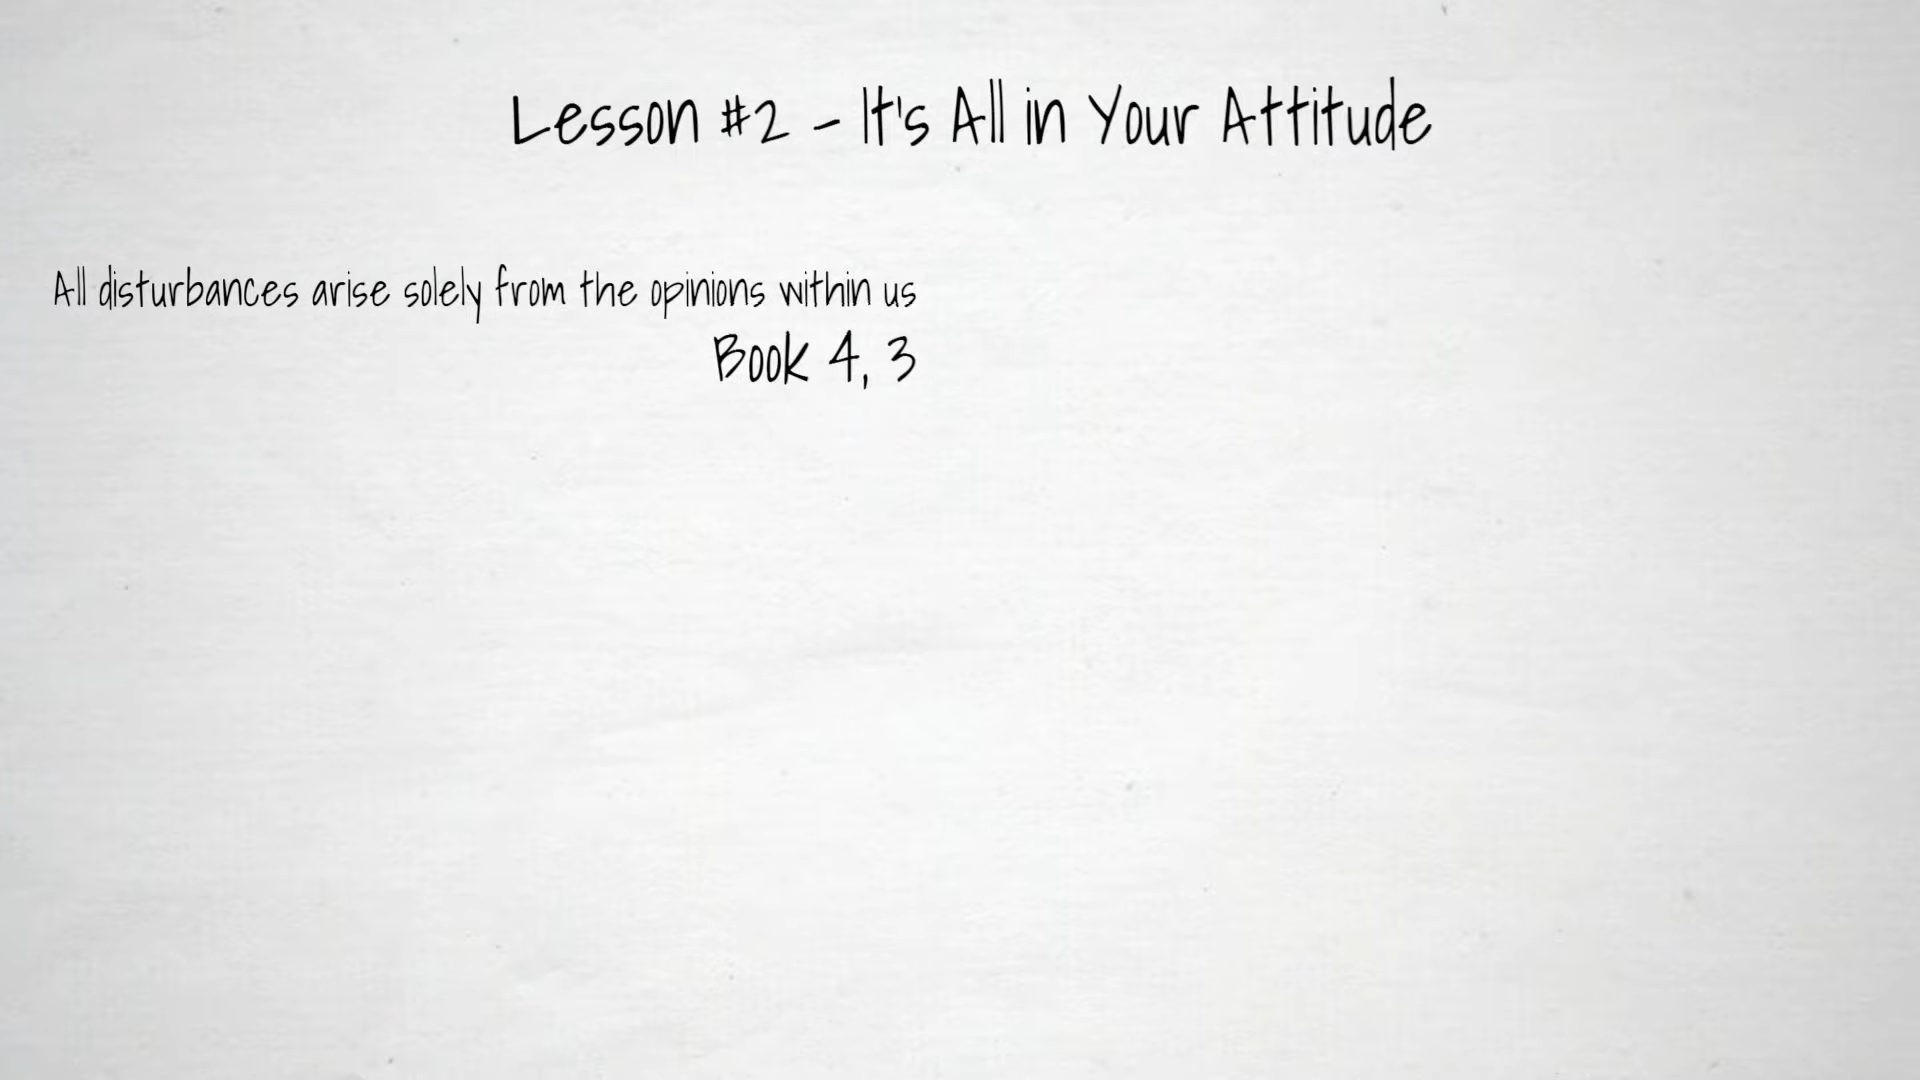 Lesson #2 - It's All in Your Attitude
All disturbances arise solely from the opinions within us
Book 4, 3